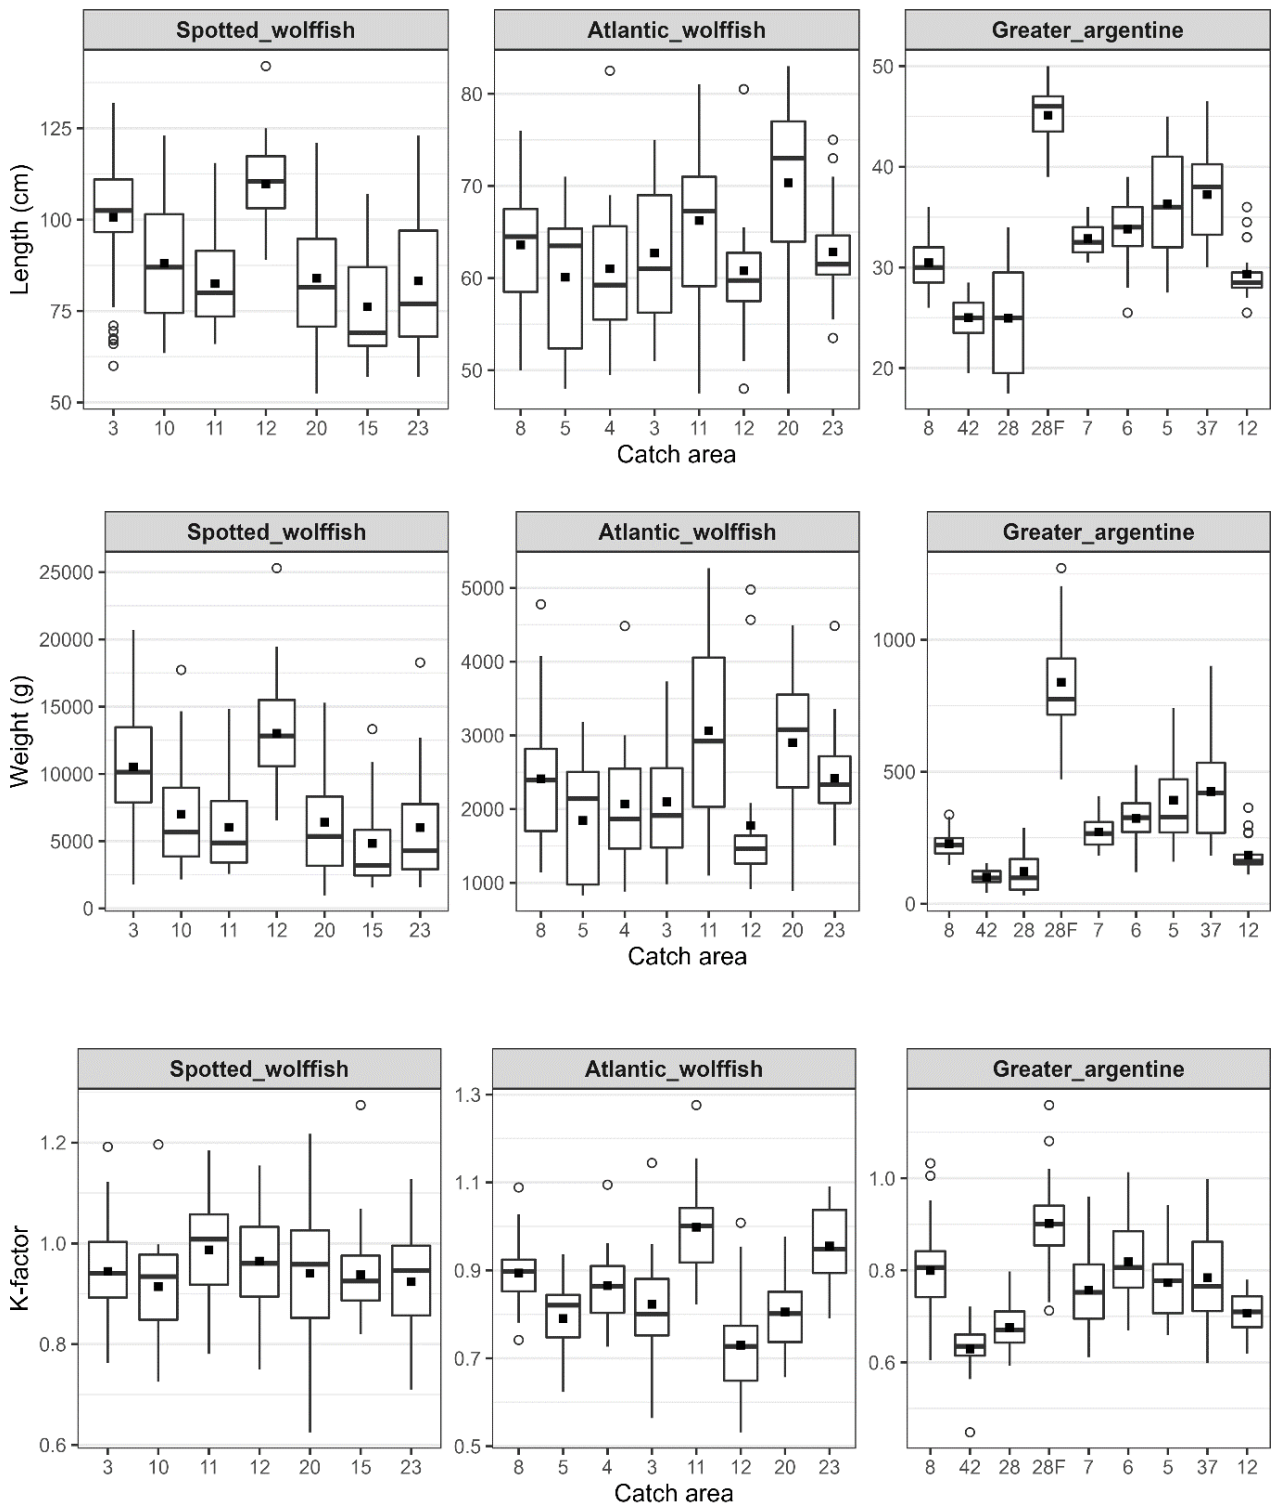 Spotted_wolffish Atlantic_wolffish Greater_argentine
Length (cm)
125
100
75
50
80
70
60
50
50
40
30
20
3 10 11 12 20 15 23
8 5 4 3 11 12 20 23
8 42 28 28F 7 6 5 37 12
Catch area
Spotted_wolffish Atlantic_wolffish Greater_argentine
Weight (g)
25000
20000
15000
10000
5000
0
5000
4000
3000
2000
1000
1000
500
0
3 10 11 12 20 15 23
8 5 4 3 11 12 20 23
8 42 28 28F 7 6 5 37 12
Catch area
Spotted_wolffish Atlantic_wolffish Greater_argentine
K-factor
1.2
1.0
0.8
0.6
1.3
1.1
0.9
0.7
0.5
1.0
0.8
0.6
3 10 11 12 20 15 23
8 5 4 3 11 12 20 23
8 42 28 28F 7 6 5 37 12
Catch area